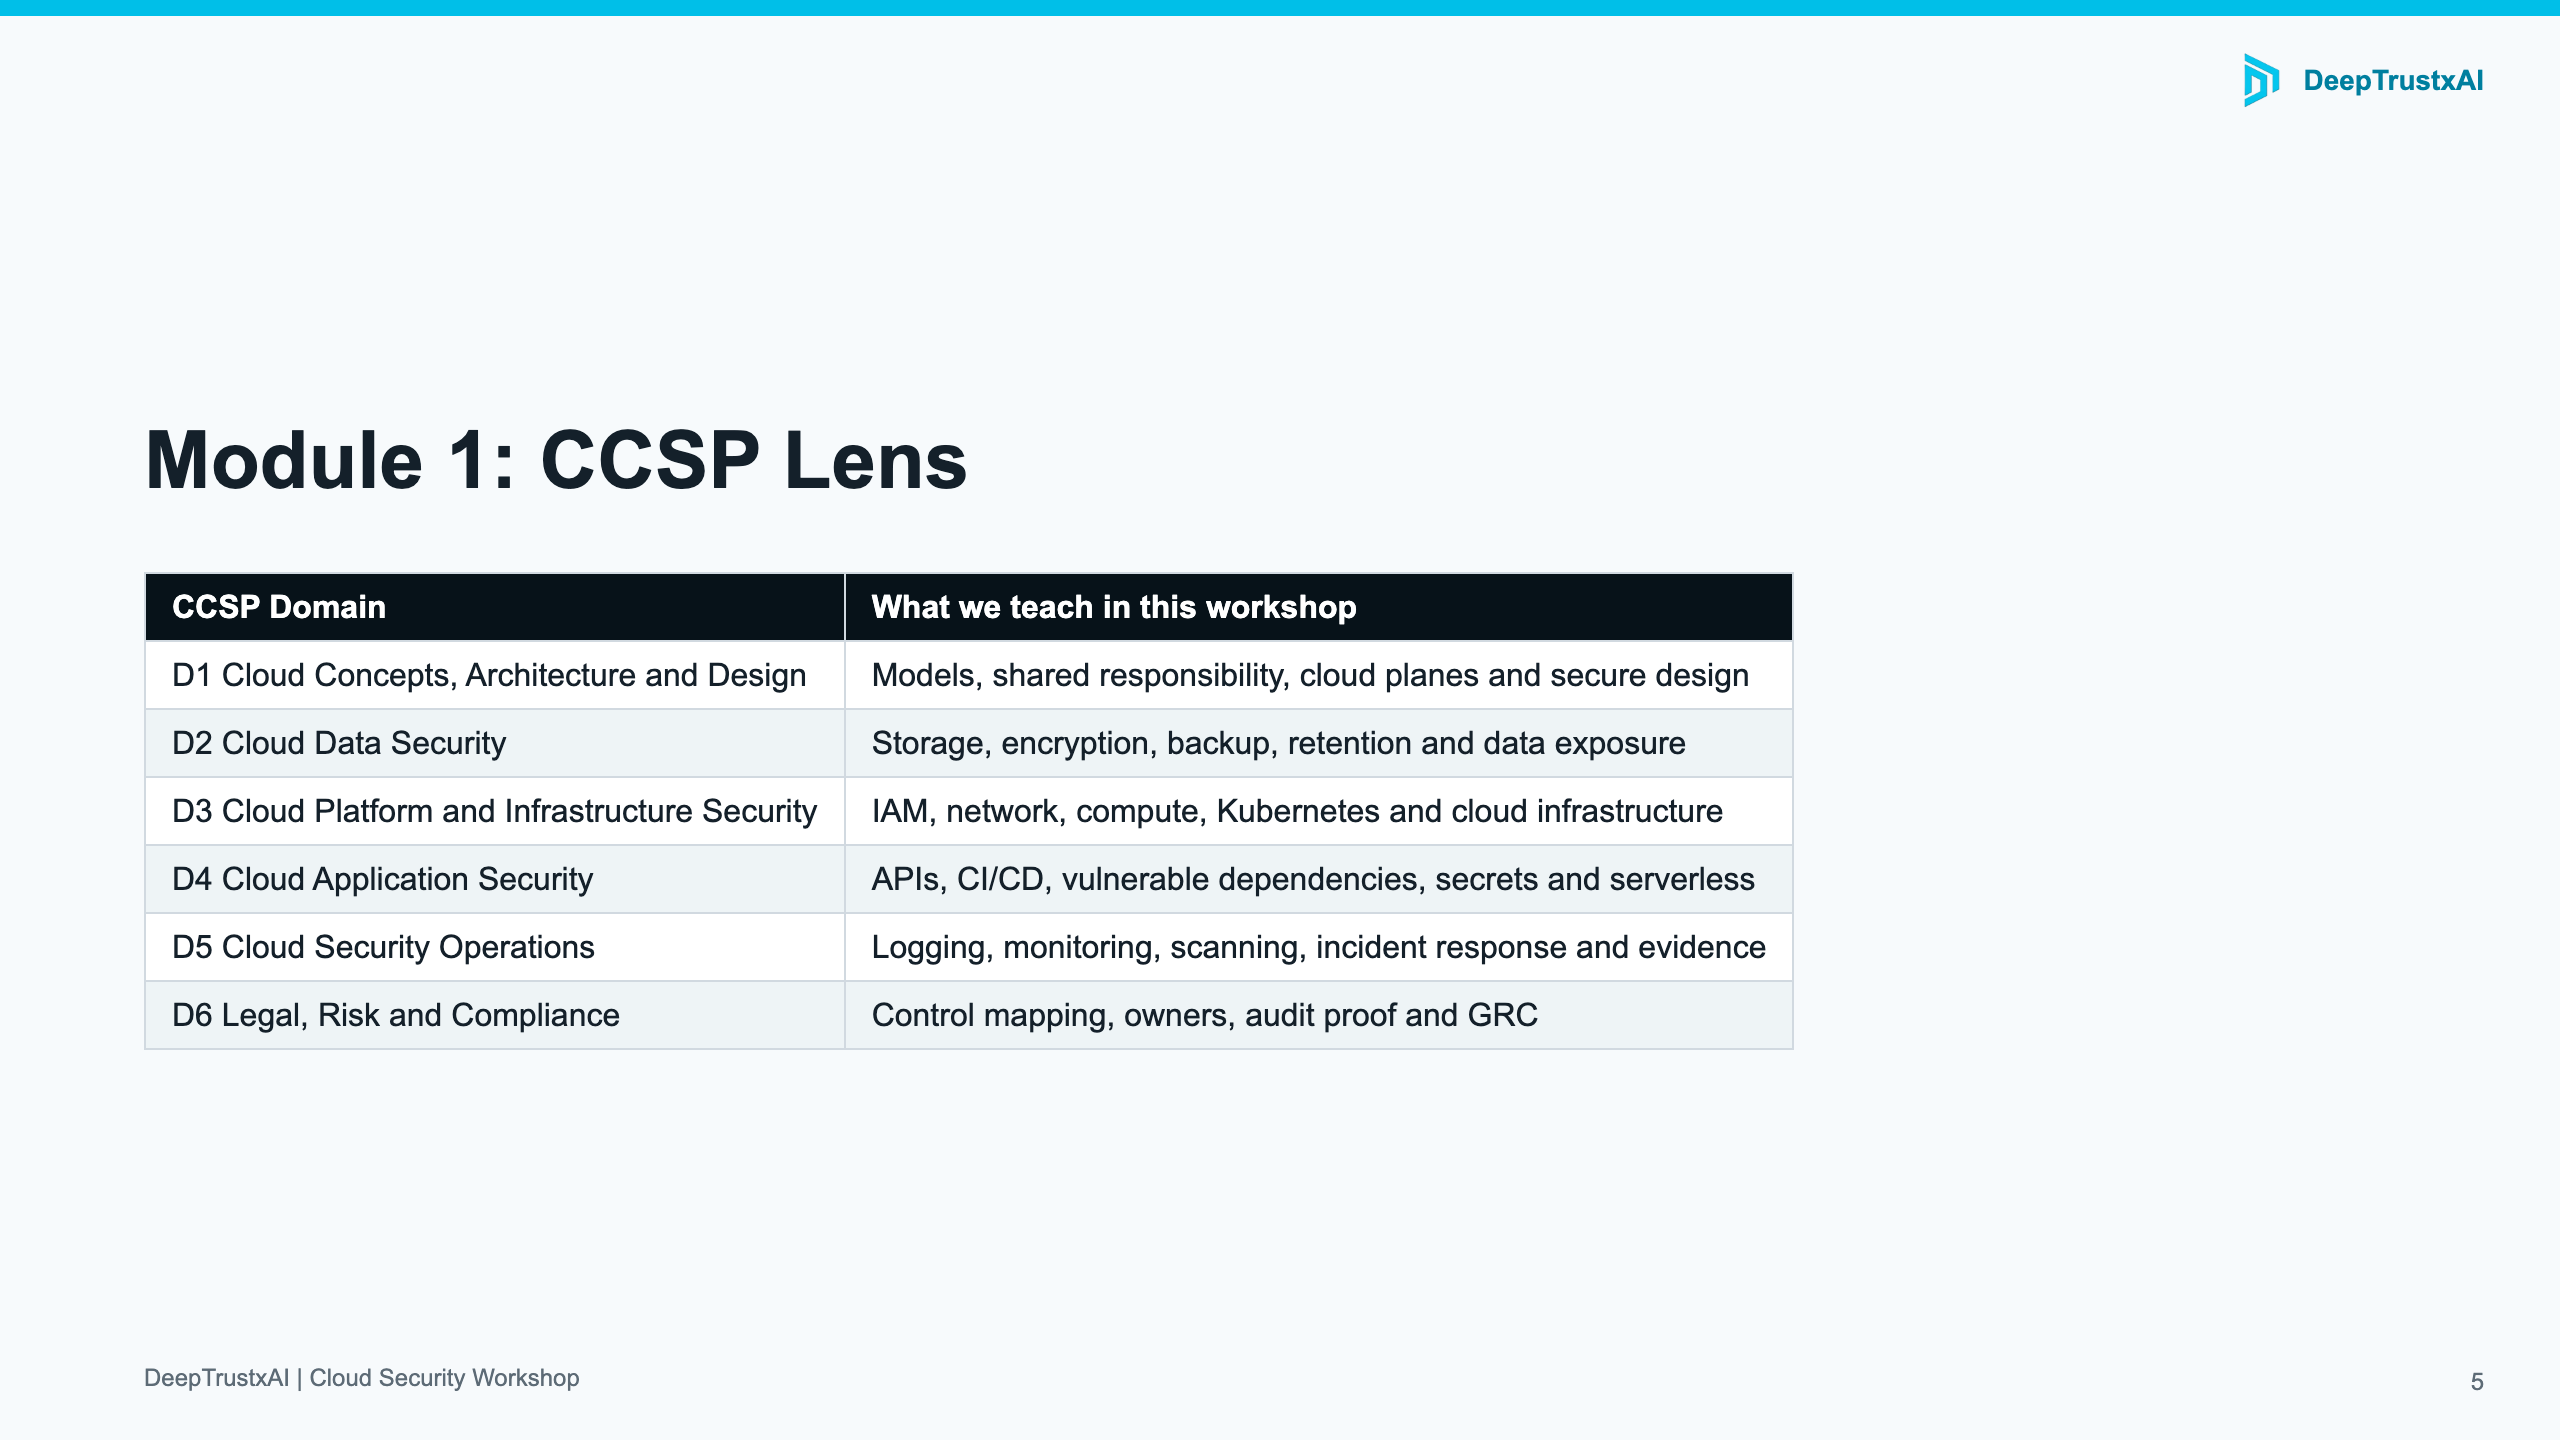 DeepTrustxAI
Module 1: CCSP Lens
CCSP Domain What we teach in this workshop
D1 Cloud Concepts, Architecture and Design Models, shared responsibility, cloud planes and secure design
D2 Cloud Data Security Storage, encryption, backup, retention and data exposure
D3 Cloud Platform and Infrastructure Security IAM, network, compute, Kubernetes and cloud infrastructure
D4 Cloud Application Security APIs, CI/CD, vulnerable dependencies, secrets and serverless
D5 Cloud Security Operations Logging, monitoring, scanning, incident response and evidence
D6 Legal, Risk and Compliance Control mapping, owners, audit proof and GRC
DeepTrustxAI | Cloud Security Workshop
5